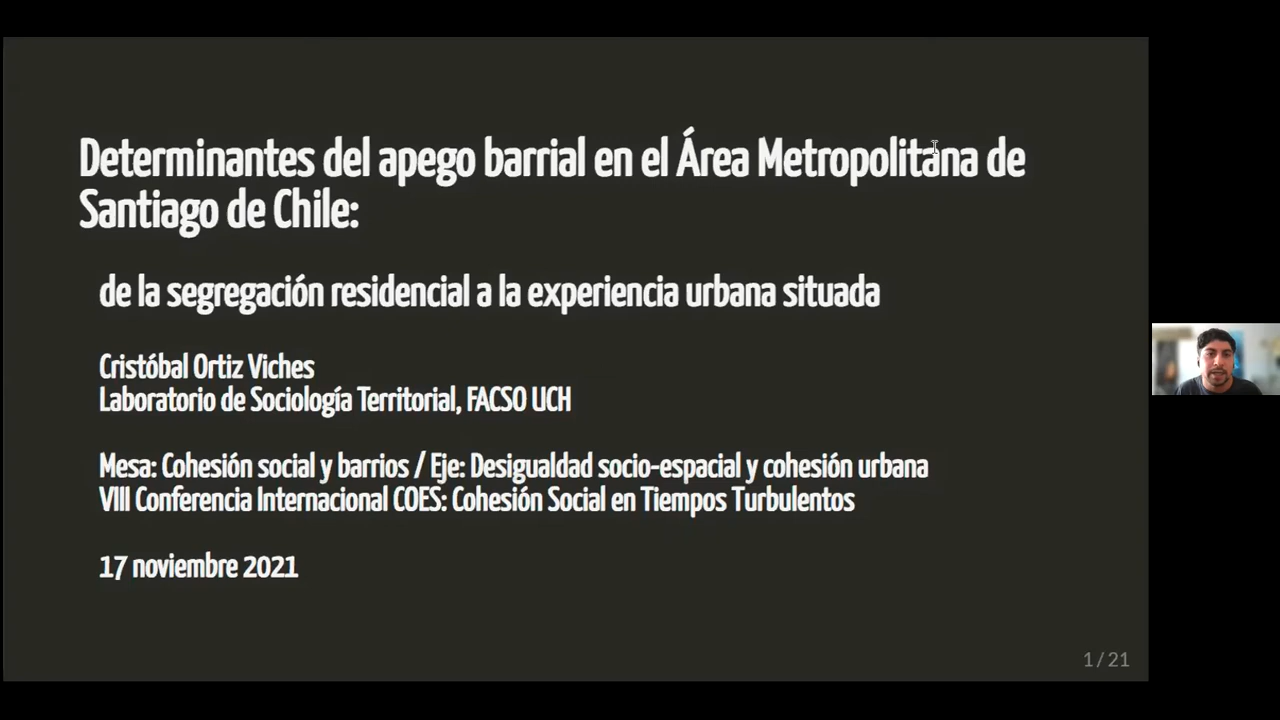 Determinantes del apego barrial en el Área Metropolitana de
Santiago de Chile:
de la segregación residencial a la experiencia urbana situada
Cristóbal Ortiz Viches
Laboratorio de Sociología Territorial, FACSO UCH
Mesa: Cohesión social y barrios / Eje: Desigualdad socio-espacial y cohesión urbana
VIII Conferencia Internacional COES: Cohesión Social en Tiempos Turbulentos
17 noviembre 2021
1 / 21